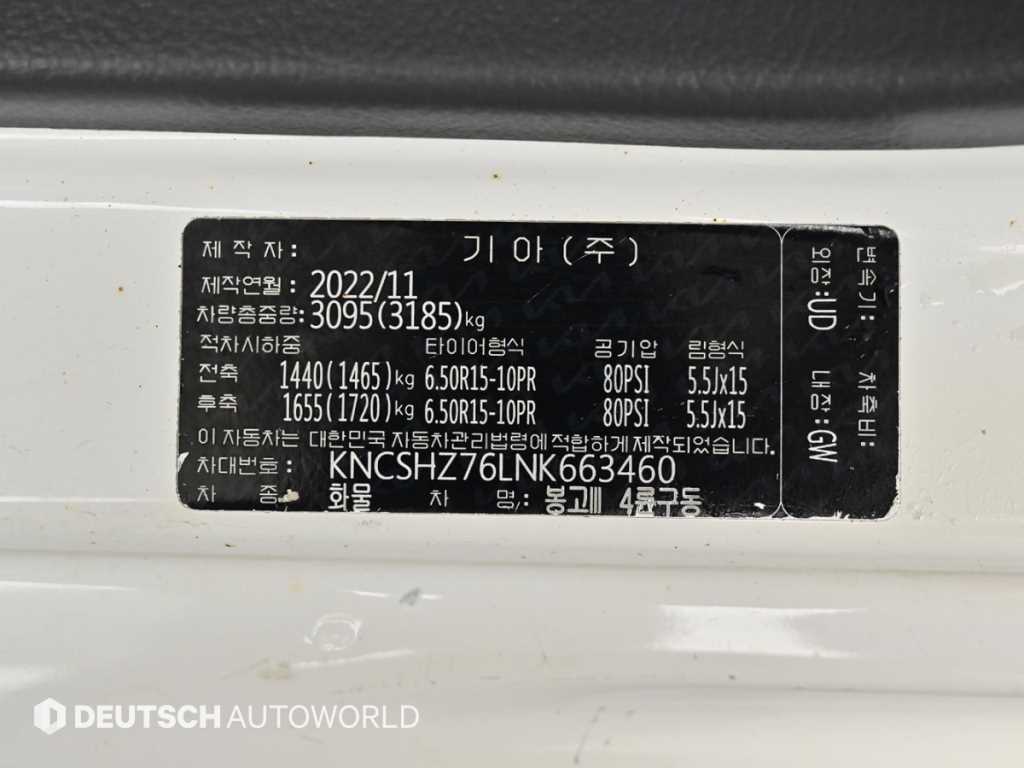 제 작 자 : 기 아 ( 주 )
제작연월 : 2022/11
차량총중량 : 3095(3185)kg
적차시하중 타이어형식 공기압 림형식
전축 1440(1465)kg 6.50R15-10PR 80PSI 5.5Jx15
후축 1655(1720)kg 6.50R15-10PR 80PSI 5.5Jx15
이 자동차는 대한민국 자동차관리법령에 적합하게 제작되었습니다.
차대번호 : KNCSHZ76LNK663460
차 종 : 화물 차 명 : 봉고Ⅲ 4륜구동
변속기 : 차축비 :
외장 : UD 내장 : GW
DEUTSCH AUTOWORLD